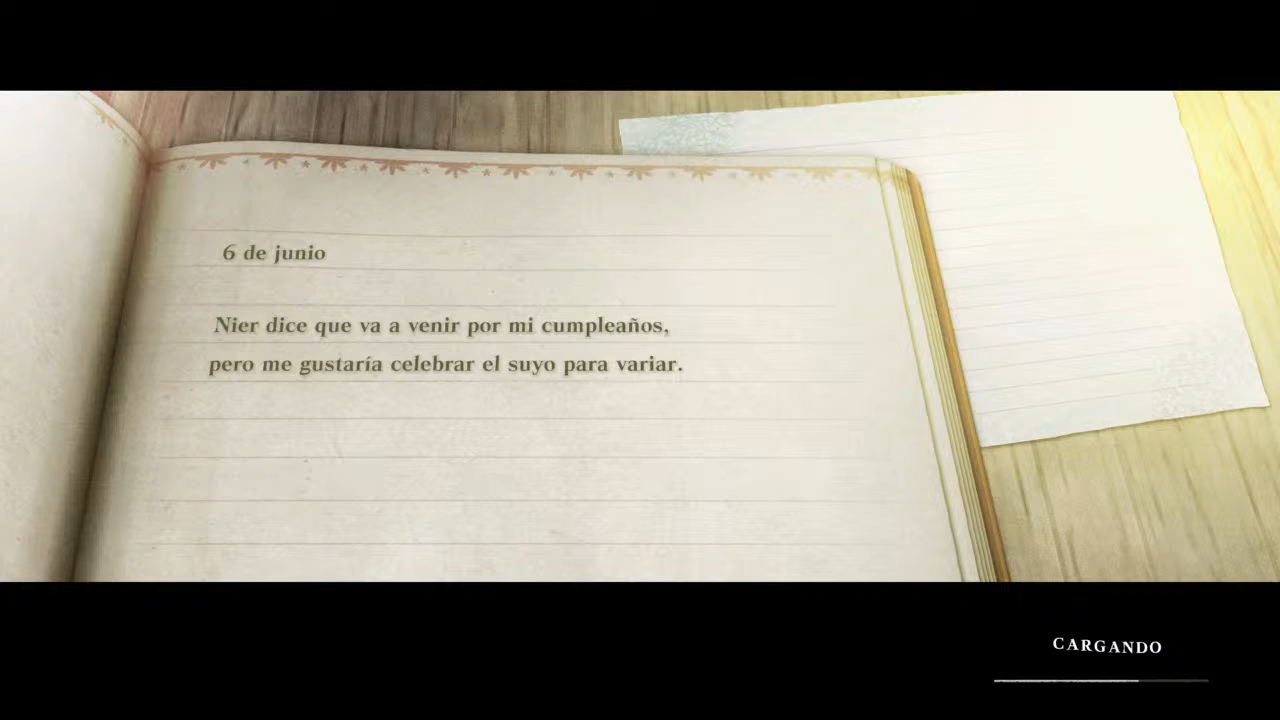 6 de junio
Nier dice que va a venir por mi cumpleaños,
pero me gustaría celebrar el suyo para variar.
CARGANDO